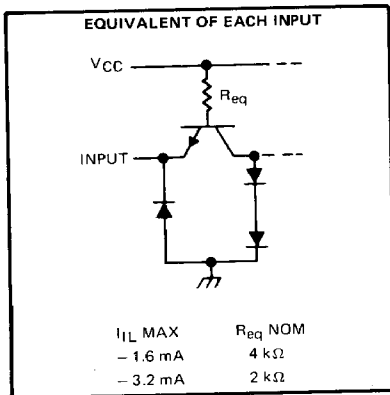 EQUIVALENT OF EACH INPUT
VCC
Req
INPUT
IIL MAX Req NOM
− 1.6 mA 4 kΩ
− 3.2 mA 2 kΩ